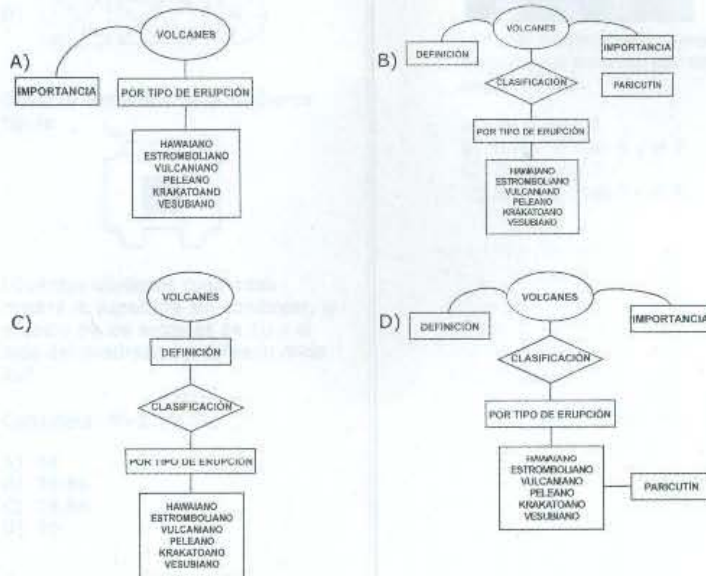 A)
VOLCANES
IMPORTANCIA
POR TIPO DE ERUPCIÓN
HAWAIANO
ESTROMBOLIANO
VULCANIANO
PELEANO
KRAKATOANO
VESUBIANO
B)
VOLCANES
DEFINICIÓN
IMPORTANCIA
CLASIFICACIÓN
PARICUTÍN
POR TIPO DE ERUPCIÓN
HAWAIANO
ESTROMBOLIANO
VULCANIANO
PELEANO
KRAKATOANO
VESUBIANO
C)
VOLCANES
DEFINICIÓN
CLASIFICACIÓN
POR TIPO DE ERUPCIÓN
HAWAIANO
ESTROMBOLIANO
VULCANIANO
PELEANO
KRAKATOANO
VESUBIANO
D)
VOLCANES
DEFINICIÓN
IMPORTANCIA
CLASIFICACIÓN
POR TIPO DE ERUPCIÓN
HAWAIANO
ESTROMBOLIANO
VULCANIANO
PELEANO
KRAKATOANO
VESUBIANO
PARICUTÍN